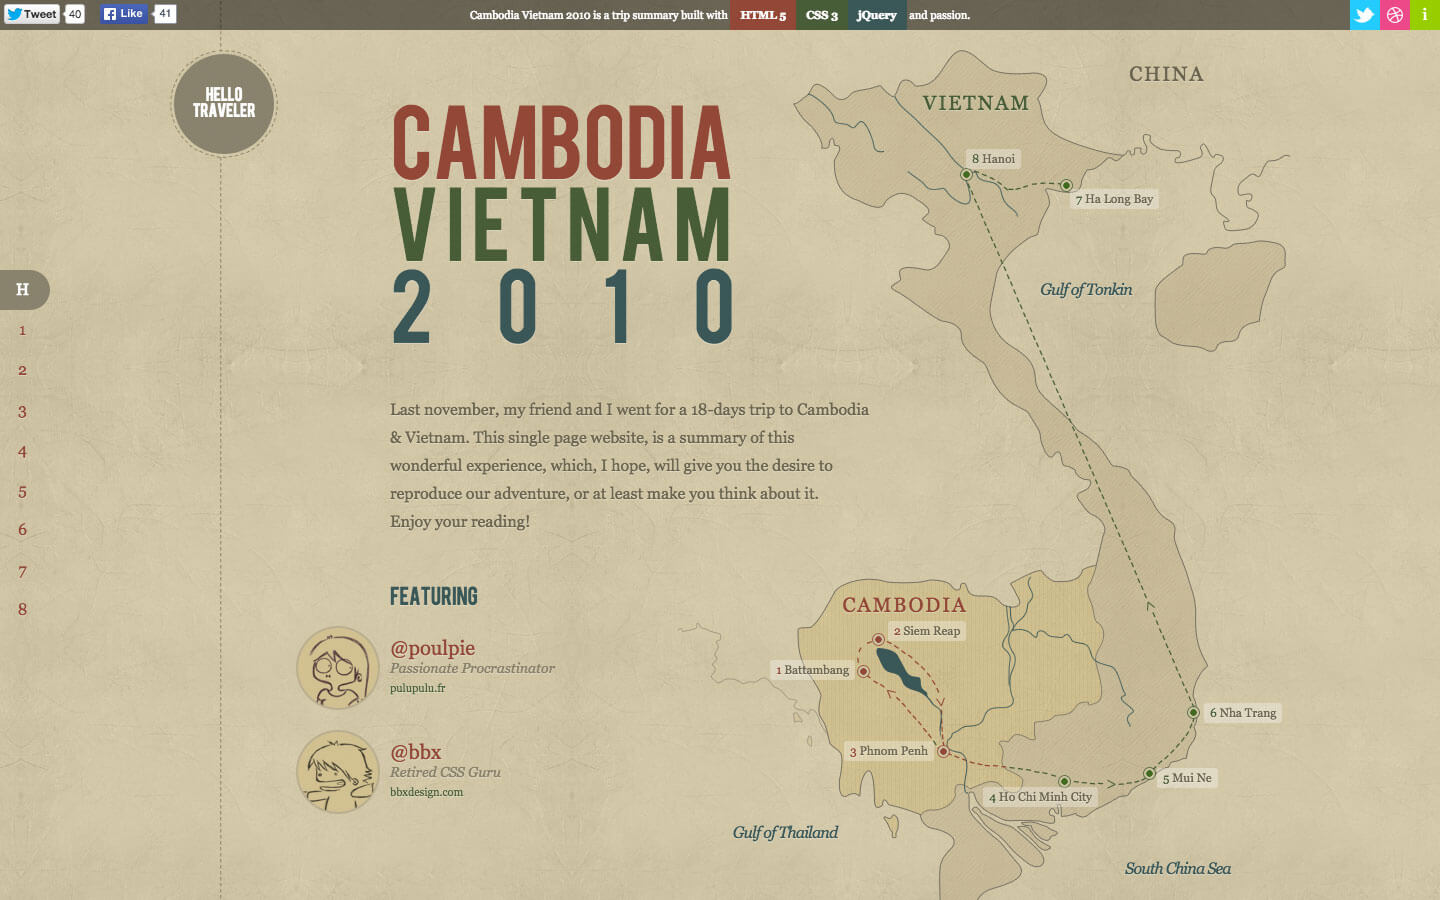 Tweet 40 Like 41 Cambodia Vietnam 2010 is a trip summary built with HTML 5 CSS 3 jQuery and passion. i
HELLO
TRAVELER
CAMBODIA
VIETNAM
2010
H
1
2
3
4
5
6
7
8
Last november, my friend and I went for a 18-days trip to Cambodia
& Vietnam. This single page website, is a summary of this
wonderful experience, which, I hope, will give you the desire to
reproduce our adventure, or at least make you think about it.
Enjoy your reading!
FEATURING
@poulpie
Passionate Procrastinator
pulupulu.fr
@bbx
Retired CSS Guru
bbxdesign.com
CHINA
VIETNAM
8 Hanoi
7 Ha Long Bay
Gulf of Tonkin
CAMBODIA
2 Siem Reap
1 Battambang
6 Nha Trang
3 Phnom Penh
5 Mui Ne
4 Ho Chi Minh City
Gulf of Thailand
South China Sea